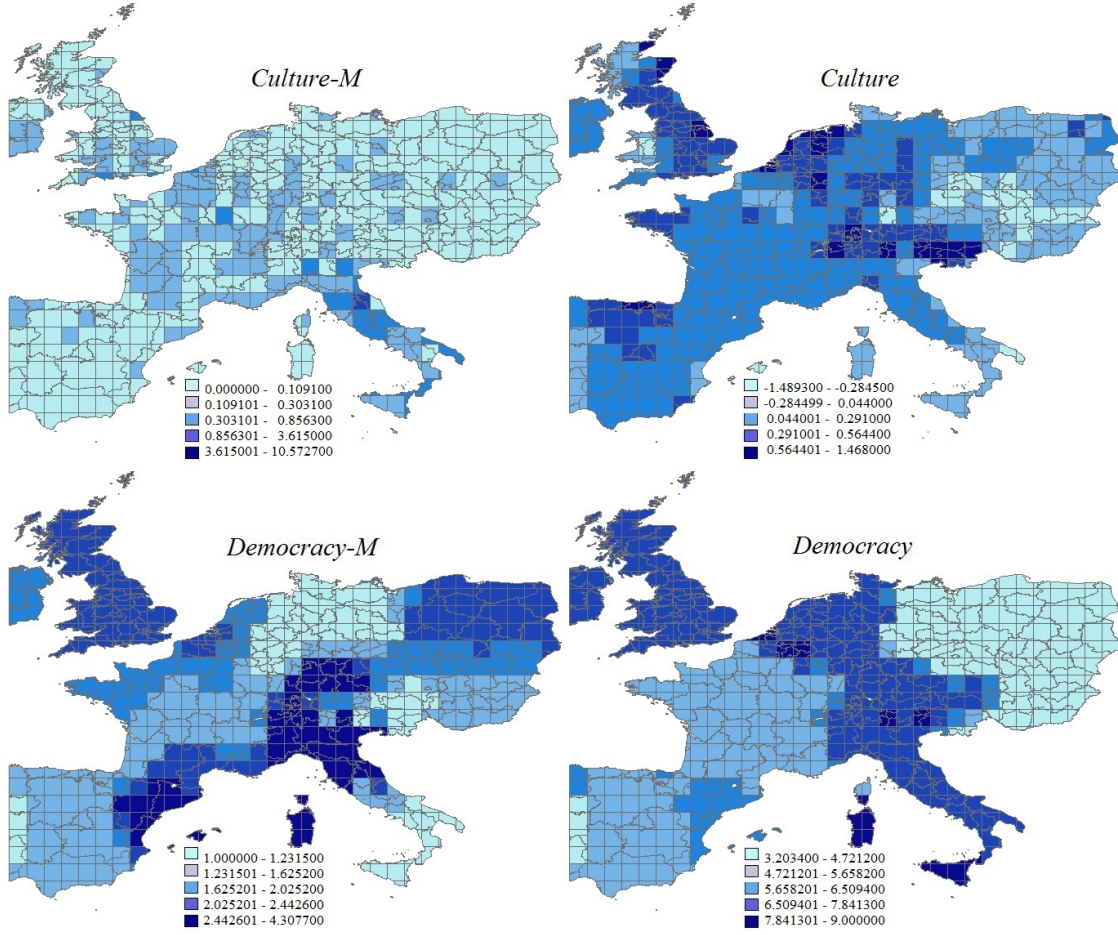 Culture-M
0.000000 - 0.109100
0.109101 - 0.303100
0.303101 - 0.856300
0.856301 - 3.615000
3.615001 - 10.572700
Culture
-1.489300 - -0.284500
-0.284499 - 0.044000
0.044001 - 0.291000
0.291001 - 0.564400
0.564401 - 1.468000
Democracy-M
1.000000 - 1.231500
1.231501 - 1.625200
1.625201 - 2.025200
2.025201 - 2.442600
2.442601 - 4.307700
Democracy
3.203400 - 4.721200
4.721201 - 5.658200
5.658201 - 6.509400
6.509401 - 7.841300
7.841301 - 9.000000